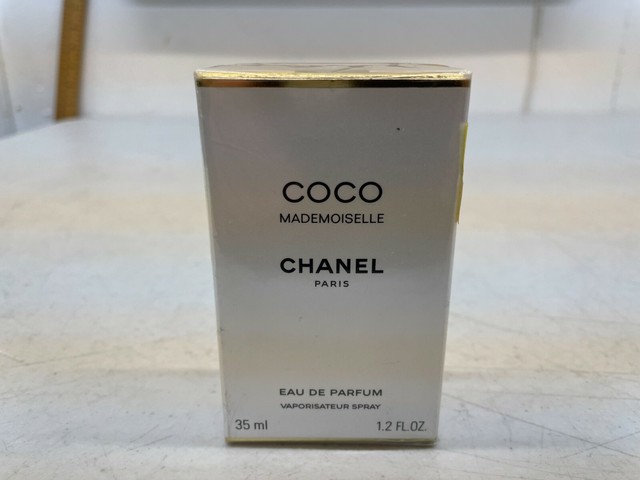 COCO
MADEMOISELLE
CHANEL
PARIS
EAU DE PARFUM
VAPORISATEUR SPRAY
35 ml 1.2 FL.OZ.